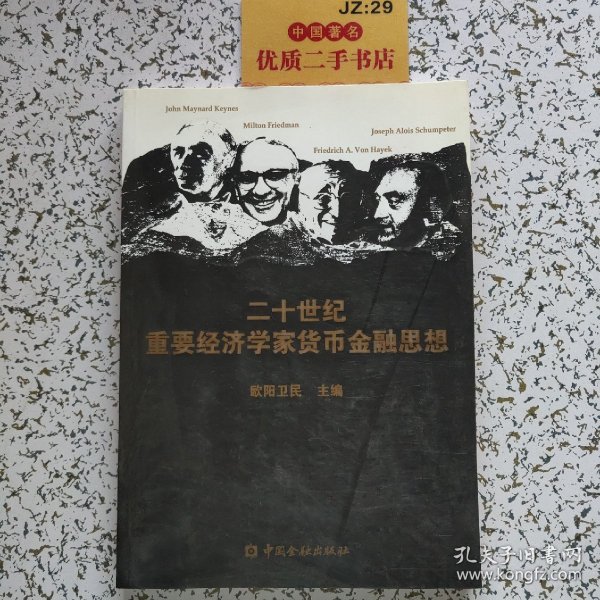 JZ:29
中国著名
优质二手书店
John Maynard Keynes
Milton Friedman
Joseph Alois Schumpeter
Friedrich A. Von Hayek
二十世纪
重要经济学家货币金融思想
欧阳卫民 主编
中国金融出版社
孔夫子旧书网
www.kongfz.com